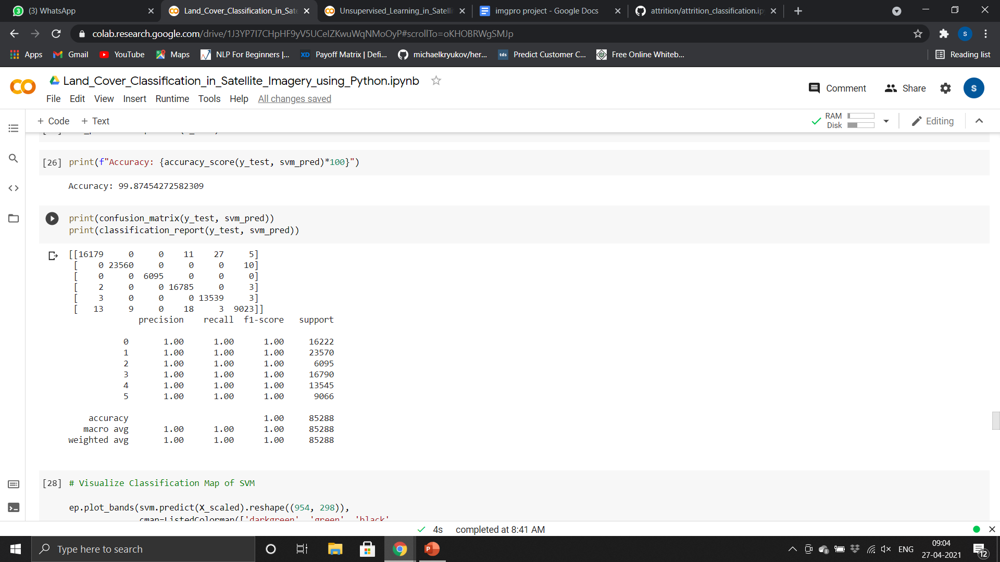 (3) WhatsApp
Land_Cover_Classification_in_Sate
Unsupervised_Learning_in_Satelli
imgpro project - Google Docs
attrition/attrition_classification.ip
colab.research.google.com/drive/1J3YP7I7CHpHF9yV5UCeIZKwuWqNMoOyP#scrollTo=oKHOBRWgSMJp
Apps Gmail YouTube Maps NLP For Beginners |... XD Payoff Matrix | Defi... michaelkryukov/her... tds Predict Customer C... Free Online Whiteb... Reading list
Land_Cover_Classification_in_Satellite_Imagery_using_Python.ipynb
Comment Share S
File Edit View Insert Runtime Tools Help All changes saved
+ Code + Text
RAM
Disk
Editing
[26] print(f"Accuracy: {accuracy_score(y_test, svm_pred)*100}")
Accuracy: 99.87454272582309
print(confusion_matrix(y_test, svm_pred))
print(classification_report(y_test, svm_pred))
[[16179 0 0 11 27 5]
[ 0 23560 0 0 0 10]
[ 0 0 6095 0 0 0]
[ 2 0 0 16785 0 3]
[ 3 0 0 0 13539 3]
[ 13 9 0 18 3 9023]]
precision recall f1-score support
0 1.00 1.00 1.00 16222
1 1.00 1.00 1.00 23570
2 1.00 1.00 1.00 6095
3 1.00 1.00 1.00 16790
4 1.00 1.00 1.00 13545
5 1.00 1.00 1.00 9066
accuracy 1.00 85288
macro avg 1.00 1.00 1.00 85288
weighted avg 1.00 1.00 1.00 85288
[28] # Visualize Classification Map of SVM
ep.plot_bands(svm.predict(X_scaled).reshape((954, 298)),
cmap=ListedColormap(['darkgreen', 'green', 'black',
4s completed at 8:41 AM
Type here to search
ENG
09:04
27-04-2021
12